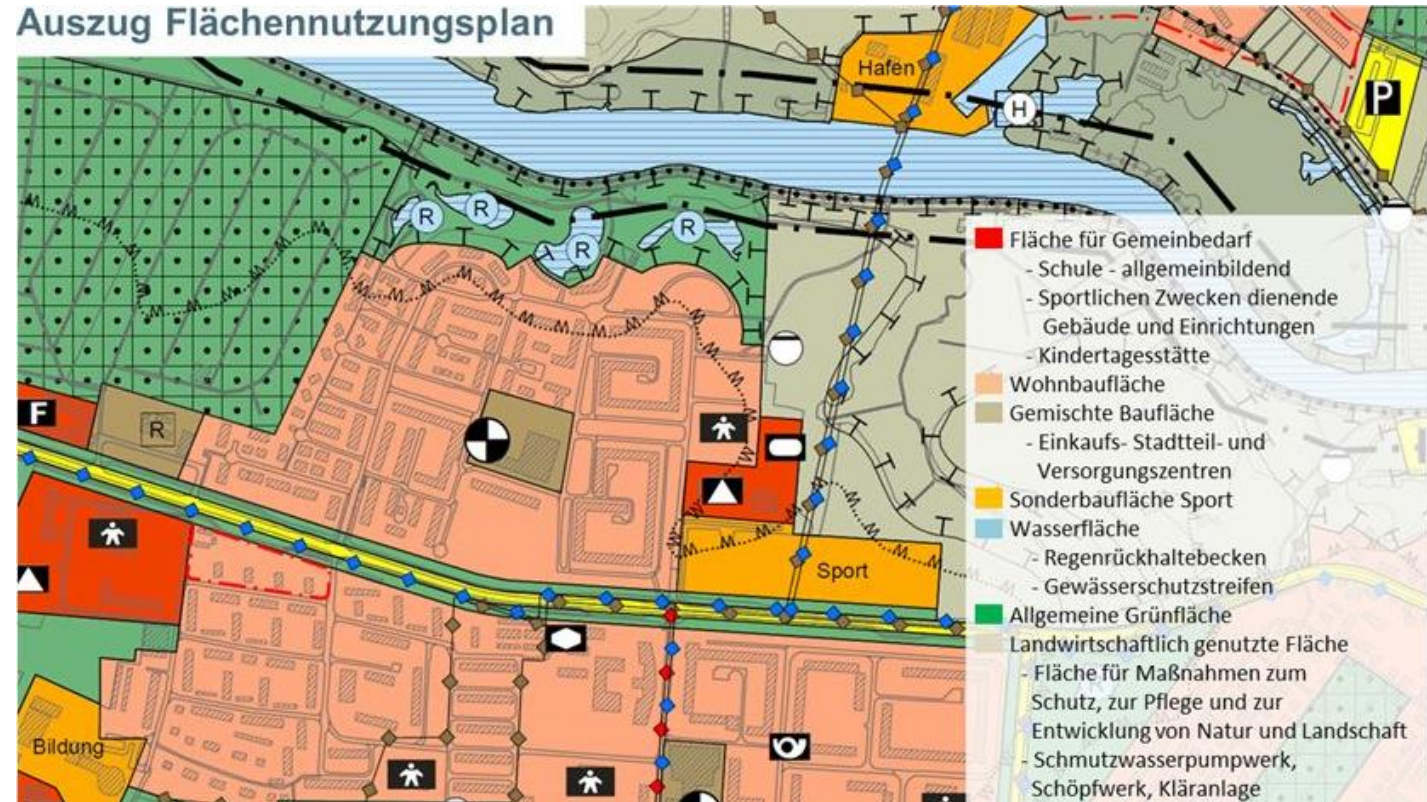 Auszug Flächennutzungsplan
Hafen
H
P
R
R
R
R
F
R
Sport
Bildung
Fläche für Gemeinbedarf
- Schule - allgemeinbildend
- Sportlichen Zwecken dienende
Gebäude und Einrichtungen
- Kindertagesstätte
Wohnbaufläche
Gemischte Baufläche
- Einkaufs- Stadtteil- und
Versorgungszentren
Sonderbaufläche Sport
Wasserfläche
- Regenrückhaltebecken
- Gewässerschutzstreifen
Allgemeine Grünfläche
Landwirtschaftlich genutzte Fläche
- Fläche für Maßnahmen zum
Schutz, zur Pflege und zur
Entwicklung von Natur und Landschaft
- Schmutzwasserpumpwerk,
Schöpfwerk, Kläranlage